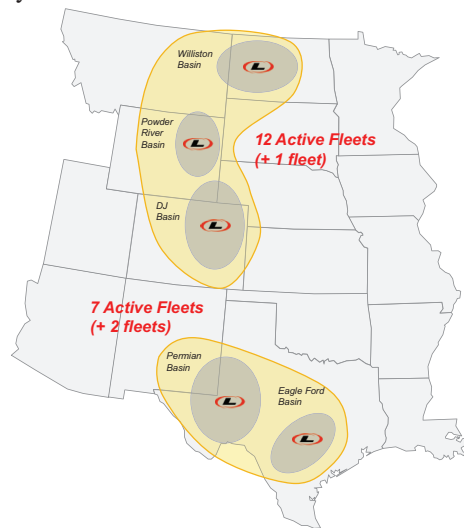 Williston
Basin
L
Powder
River
Basin
L
12 Active Fleets
(+ 1 fleet)
DJ
Basin
L
7 Active Fleets
(+ 2 fleets)
Permian
Basin
L
Eagle Ford
Basin
L